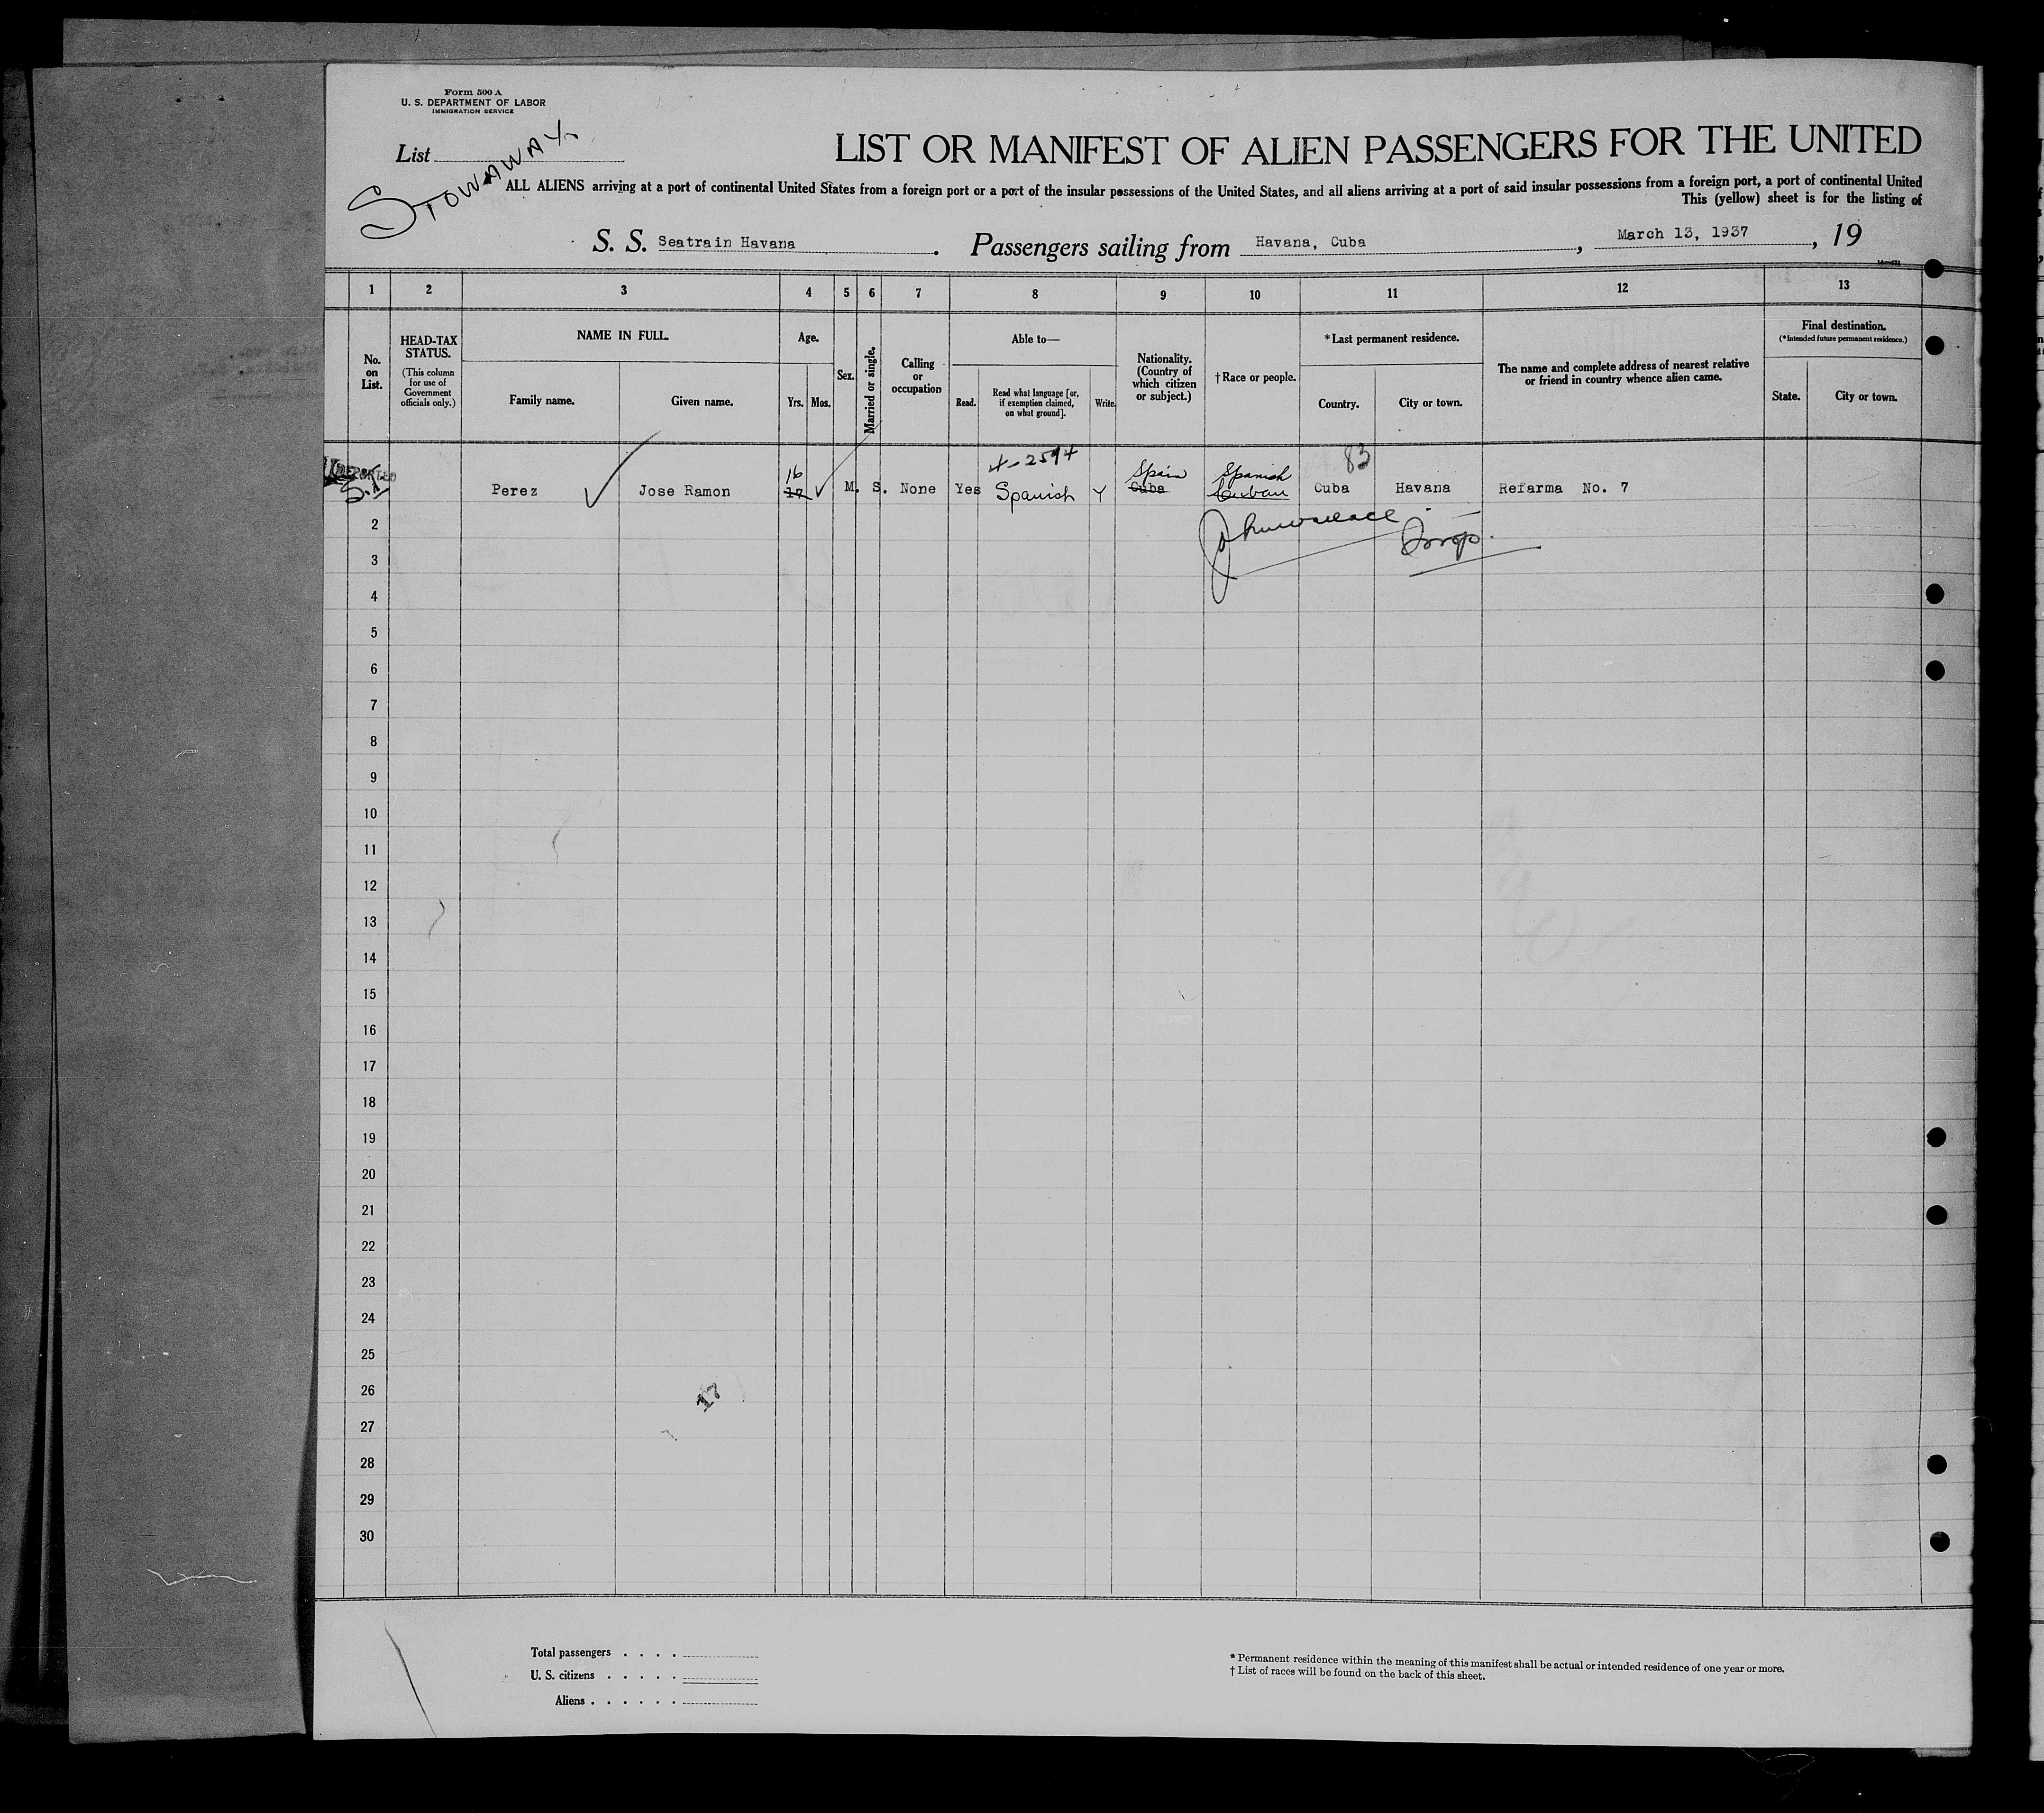 Form 500 A
U. S. DEPARTMENT OF LABOR
IMMIGRATION SERVICE
List
STOWAWAY
LIST OR MANIFEST OF ALIEN PASSENGERS FOR THE UNITED
ALL ALIENS arriving at a port of continental United States from a foreign port or a port of the insular possessions of the United States, and all aliens arriving at a port of said insular possessions from a foreign port, a port of continental United
This (yellow) sheet is for the listing of
S. S. Seatrain Havana. Passengers sailing from Havana, Cuba, March 13, 1937, 19
1 2 3 4 5 6 7 8 9 10 11 12 13
No. on List.
HEAD-TAX STATUS.
(This column for use of Government officials only.)
NAME IN FULL.
Family name. Given name.
Age.
Yrs. Mos.
Sex.
Married or single.
Calling or occupation
Able to—
Read. Read what language [or, if exemption claimed, on what ground]. Write.
Nationality. (Country of which citizen or subject.)
†Race or people.
*Last permanent residence.
Country. City or town.
The name and complete address of nearest relative or friend in country whence alien came.
Final destination.
(*Intended future permanent residence.)
State. City or town.
16 4-2594 Spain Spanish 83
Perez Jose Ramon 17 M. S. None Yes Spanish Y Cuba Cuban Cuba Havana Refarma No. 7
2
3
4
5
6
7
8
9
10
11
12
13
14
15
16
17
18
19
20
21
22
23
24
25
26
17
27
28
29
30
Total passengers . . . .
U. S. citizens . . . . .
Aliens . . . . . .
* Permanent residence within the meaning of this manifest shall be actual or intended residence of one year or more.
† List of races will be found on the back of this sheet.